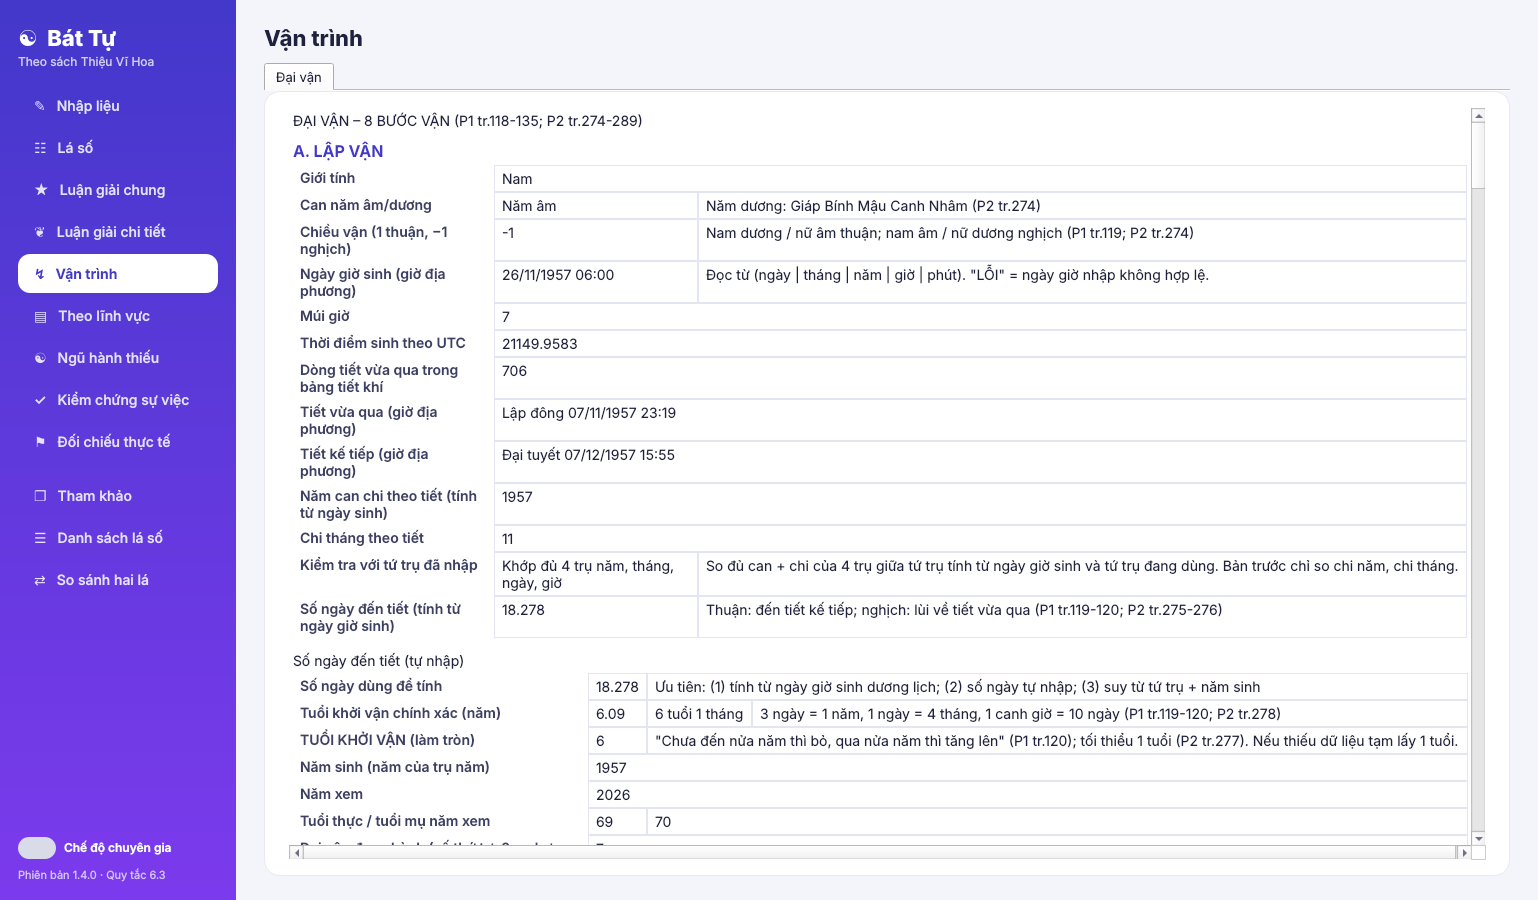 ☯ Bát Tự
Theo sách Thiệu Vĩ Hoa
✎ Nhập liệu
☷ Lá số
★ Luận giải chung
❦ Luận giải chi tiết
↯ Vận trình
▤ Theo lĩnh vực
☯ Ngũ hành thiếu
✓ Kiểm chứng sự việc
⚑ Đối chiếu thực tế
❐ Tham khảo
☰ Danh sách lá số
⇄ So sánh hai lá
Chế độ chuyên gia
Phiên bản 1.4.0 · Quy tắc 6.3
Vận trình
Đại vận
ĐẠI VẬN – 8 BƯỚC VẬN (P1 tr.118-135; P2 tr.274-289)
A. LẬP VẬN
Giới tính Nam
Can năm âm/dương Năm âm Năm dương: Giáp Bính Mậu Canh Nhâm (P2 tr.274)
Chiều vận (1 thuận, −1 -1 Nam dương / nữ âm thuận; nam âm / nữ dương nghịch (P1 tr.119; P2 tr.274)
nghịch)
Ngày giờ sinh (giờ địa 26/11/1957 06:00 Đọc từ (ngày | tháng | năm | giờ | phút). "LỖI" = ngày giờ nhập không hợp lệ.
phương)
Múi giờ 7
Thời điểm sinh theo UTC 21149.9583
Dòng tiết vừa qua trong 706
bảng tiết khí
Tiết vừa qua (giờ địa Lập đông 07/11/1957 23:19
phương)
Tiết kế tiếp (giờ địa Đại tuyết 07/12/1957 15:55
phương)
Năm can chi theo tiết (tính 1957
từ ngày sinh)
Chi tháng theo tiết 11
Kiểm tra với tứ trụ đã nhập Khớp đủ 4 trụ năm, tháng, So đủ can + chi của 4 trụ giữa tứ trụ tính từ ngày giờ sinh và tứ trụ đang dùng. Bản trước chỉ so chi năm, chi tháng.
ngày, giờ
Số ngày đến tiết (tính từ 18.278 Thuận: đến tiết kế tiếp; nghịch: lùi về tiết vừa qua (P1 tr.119-120; P2 tr.275-276)
ngày giờ sinh)
Số ngày đến tiết (tự nhập)
Số ngày dùng để tính 18.278 Ưu tiên: (1) tính từ ngày giờ sinh dương lịch; (2) số ngày tự nhập; (3) suy từ tứ trụ + năm sinh
Tuổi khởi vận chính xác (năm) 6.09 6 tuổi 1 tháng 3 ngày = 1 năm, 1 ngày = 4 tháng, 1 canh giờ = 10 ngày (P1 tr.119-120; P2 tr.278)
TUỔI KHỞI VẬN (làm tròn) 6 "Chưa đến nửa năm thì bỏ, qua nửa năm thì tăng lên" (P1 tr.120); tối thiểu 1 tuổi (P2 tr.277). Nếu thiếu dữ liệu tạm lấy 1 tuổi.
Năm sinh (năm của trụ năm) 1957
Năm xem 2026
Tuổi thực / tuổi mụ năm xem 69 70